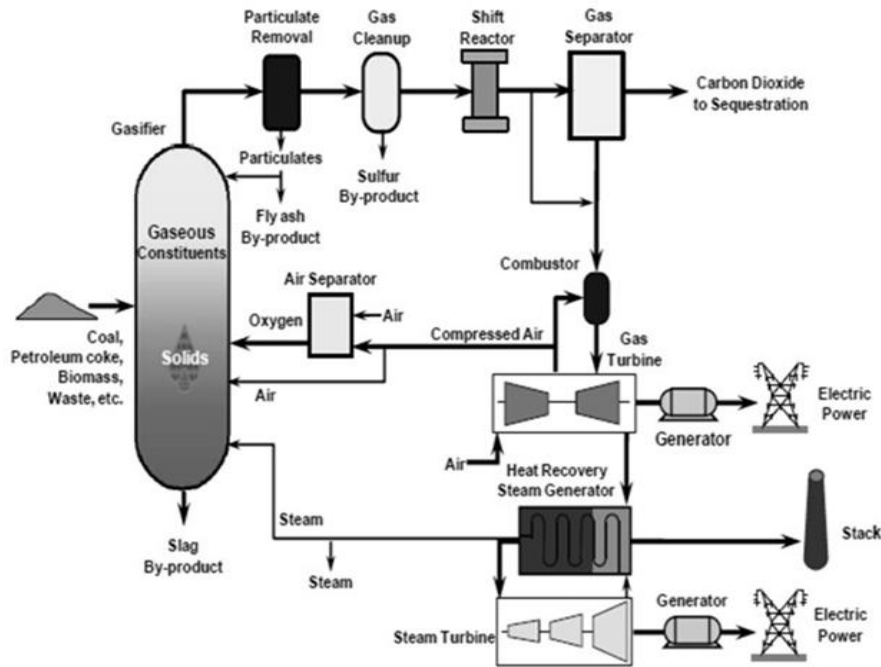 Particulate
Removal
Gas
Cleanup
Shift
Reactor
Gas
Separator
Carbon Dioxide
to Sequestration
Gasifier
Particulates
Sulfur
By-product
Fly ash
By-product
Gaseous
Constituents
Combustor
Air Separator
Air
Oxygen
Compressed Air
Gas
Turbine
Coal,
Petroleum coke,
Biomass,
Waste, etc.
Solids
Air
Electric
Power
Generator
Air
Heat Recovery
Steam Generator
Steam
Stack
Slag
By-product
Steam
Generator
Steam Turbine
Electric
Power